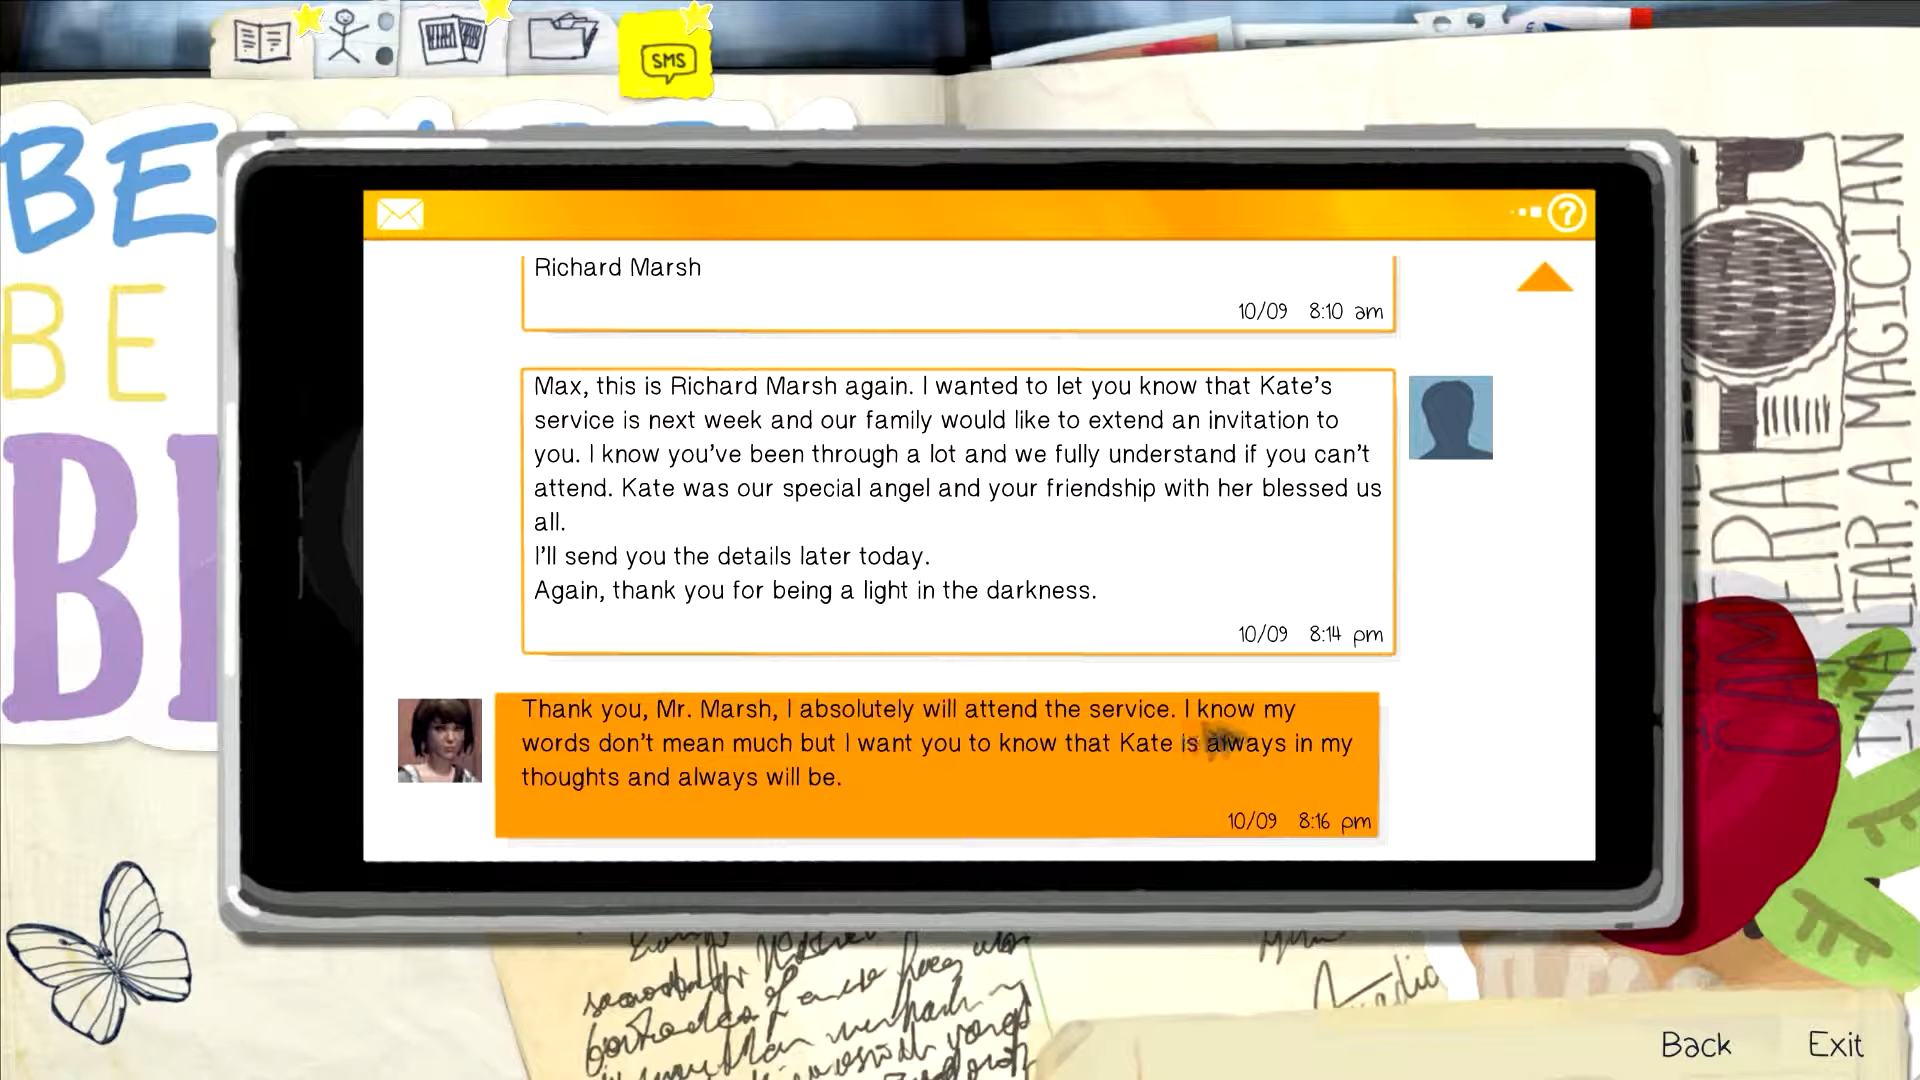 SMS
BE
BE
?
Richard Marsh
10/09 8:10 am
Max, this is Richard Marsh again. I wanted to let you know that Kate's
service is next week and our family would like to extend an invitation to
you. I know you've been through a lot and we fully understand if you can't
attend. Kate was our special angel and your friendship with her blessed us
all.
I'll send you the details later today.
Again, thank you for being a light in the darkness.
10/09 8:14 pm
Thank you, Mr. Marsh, I absolutely will attend the service. I know my
words don't mean much but I want you to know that Kate is always in my
thoughts and always will be.
10/09 8:16 pm
CAMERA
LIAR, A MAGICIAN
Back
Exit